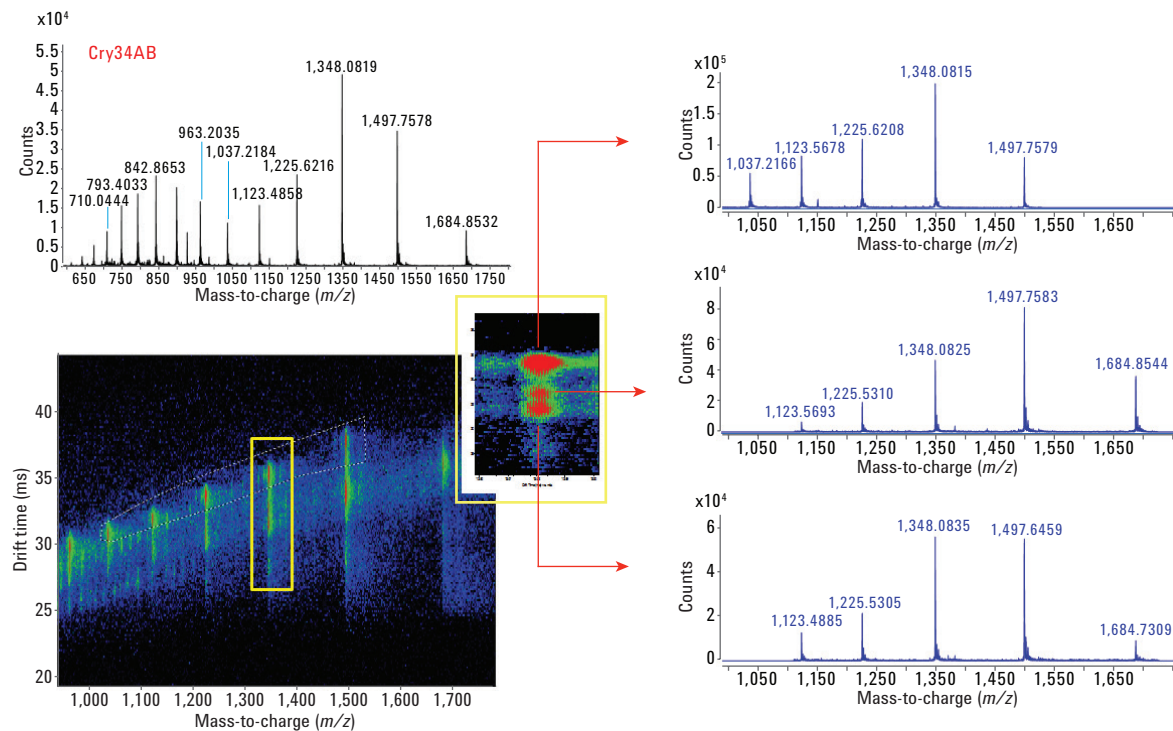 x10⁴
Cry34AB
Counts
5.5
5
4.5
4
3.5
3
2.5
2
1.5
1
0.5
0
710.0444
793.4033
842.8653
963.2035
1,037.2184
1,123.4858
1,225.6216
1,348.0819
1,497.7578
1,684.8532
650 750 850 950 1050 1150 1250 1350 1450 1550 1650 1750
Mass-to-charge (m/z)
Drift time (ms)
40
35
30
25
20
1,000 1,100 1,200 1,300 1,400 1,500 1,600 1,700
Mass-to-charge (m/z)
x10⁵
Counts
2
1.5
1
0.5
0
1,037.2166
1,123.5678
1,225.6208
1,348.0815
1,497.7579
1,050 1,150 1,250 1,350 1,450 1,550 1,650
Mass-to-charge (m/z)
x10⁴
Counts
8
6
4
2
0
1,123.5693
1,225.5310
1,348.0825
1,497.7583
1,684.8544
1,050 1,150 1,250 1,350 1,450 1,550 1,650
Mass-to-charge (m/z)
x10⁴
Counts
6
4
2
0
1,123.4885
1,225.5305
1,348.0835
1,497.6459
1,684.7309
1,050 1,150 1,250 1,350 1,450 1,550 1,650
Mass-to-charge (m/z)